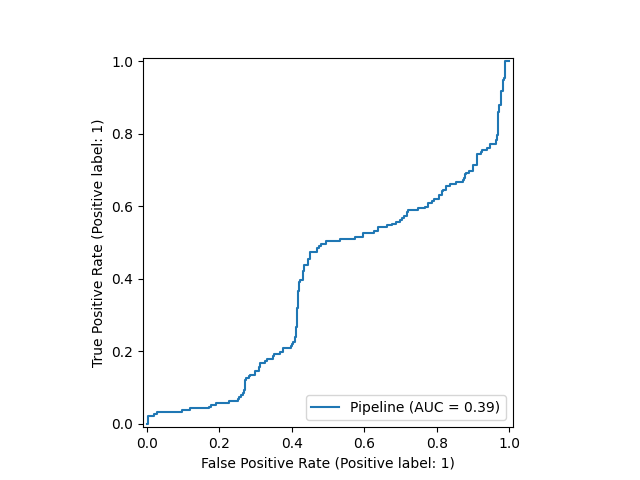 1.0
0.8
0.6
0.4
0.2
0.0
True Positive Rate (Positive label: 1)
Pipeline (AUC = 0.39)
0.0 0.2 0.4 0.6 0.8 1.0
False Positive Rate (Positive label: 1)